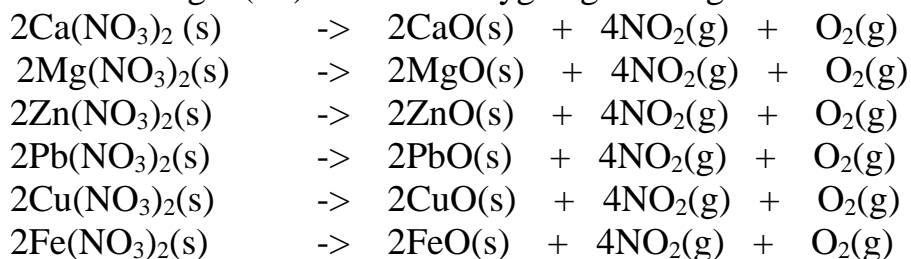 2Ca(NO₃)₂ (s) -> 2CaO(s) + 4NO₂(g) + O₂(g)
2Mg(NO₃)₂(s) -> 2MgO(s) + 4NO₂(g) + O₂(g)
2Zn(NO₃)₂(s) -> 2ZnO(s) + 4NO₂(g) + O₂(g)
2Pb(NO₃)₂(s) -> 2PbO(s) + 4NO₂(g) + O₂(g)
2Cu(NO₃)₂(s) -> 2CuO(s) + 4NO₂(g) + O₂(g)
2Fe(NO₃)₂(s) -> 2FeO(s) + 4NO₂(g) + O₂(g)